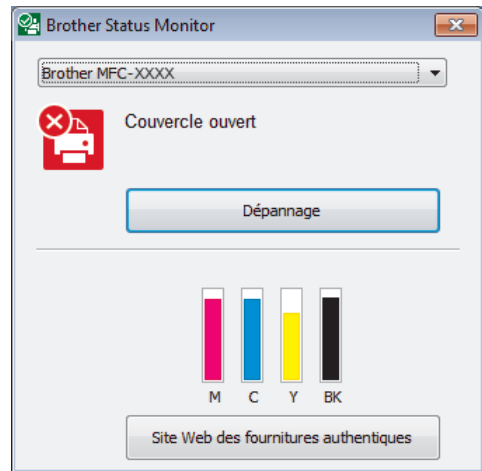 Brother Status Monitor
Brother MFC-XXXX
Couvercle ouvert
Dépannage
M C Y BK
Site Web des fournitures authentiques